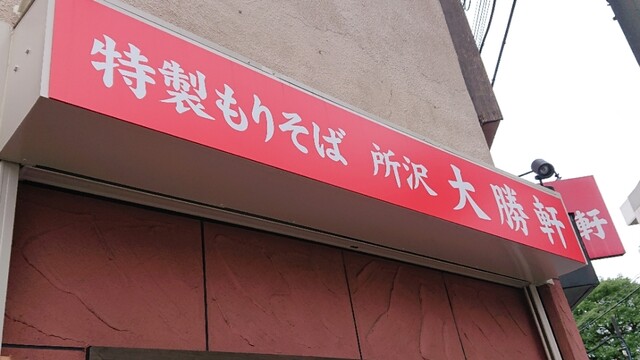 特製もりそば 所沢 大勝軒
軒